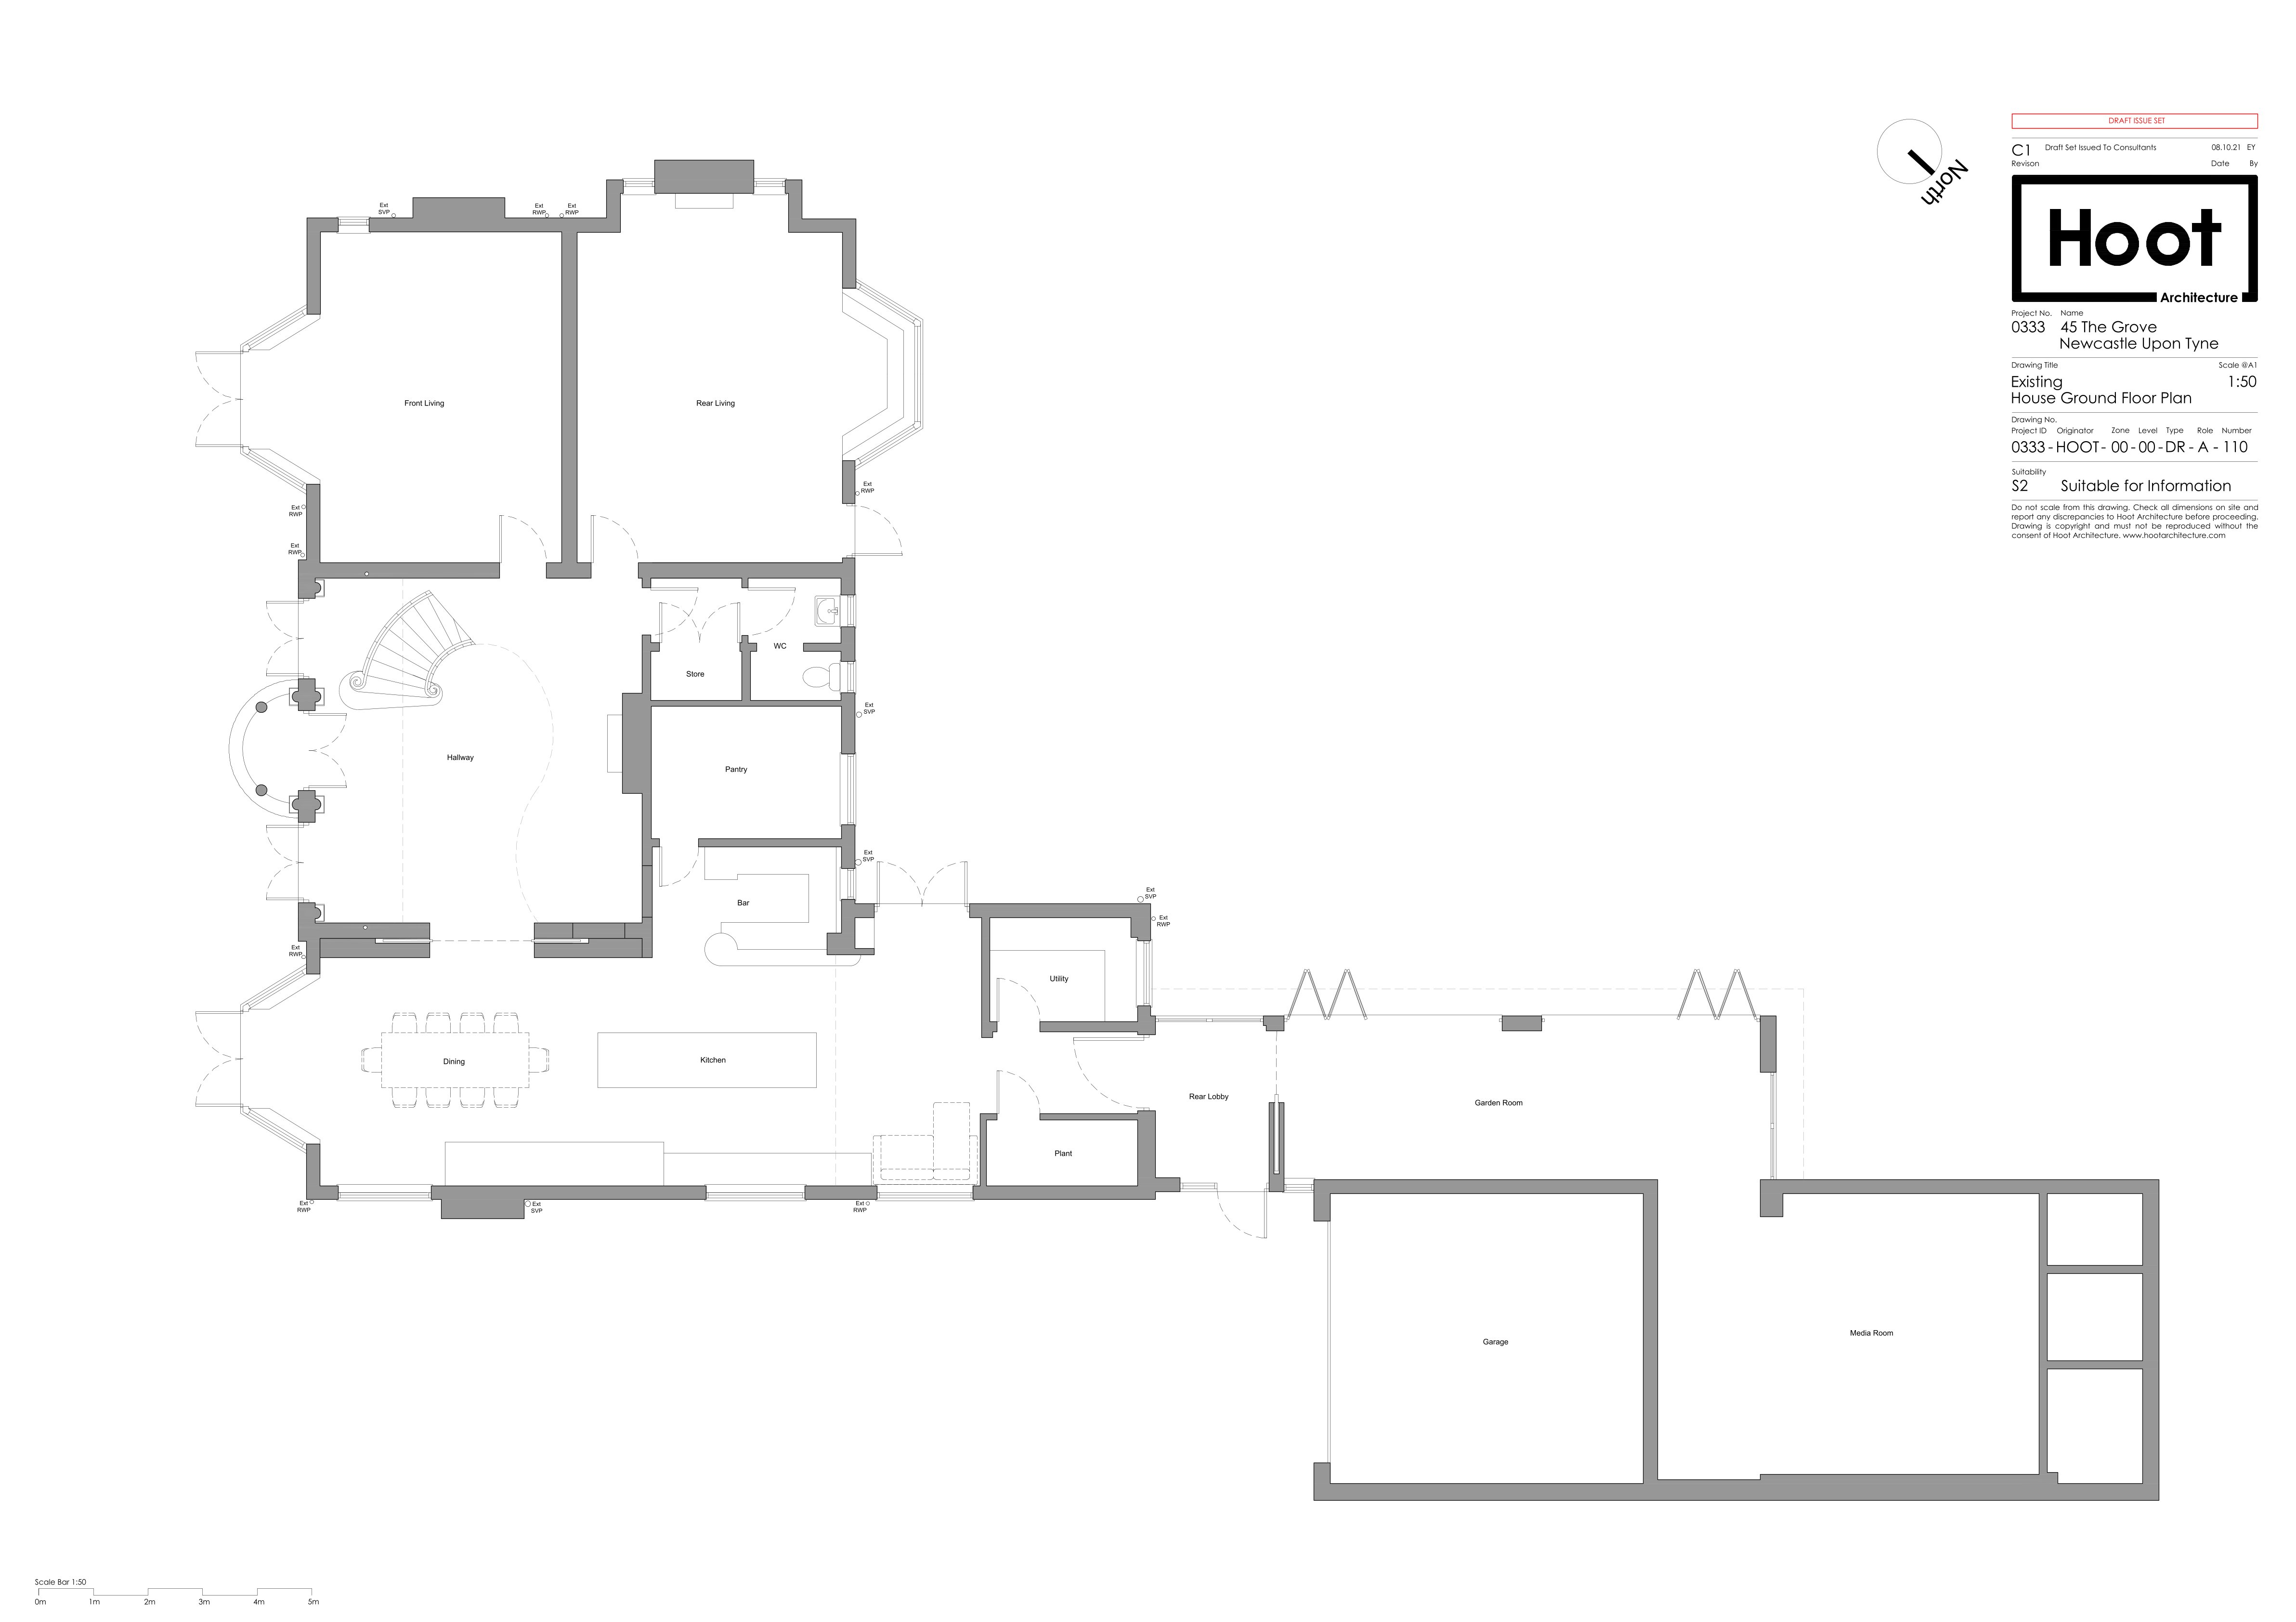 DRAFT ISSUE SET
C1 Draft Set Issued To Consultants 08.10.21 EY
Revison Date By
Hoot
Architecture
Project No. Name
0333 45 The Grove
Newcastle Upon Tyne
Drawing Title Scale @A1
Existing 1:50
House Ground Floor Plan
Drawing No.
Project ID Originator Zone Level Type Role Number
0333 - HOOT - 00 - 00 - DR - A - 110
Suitability
S2 Suitable for Information
Do not scale from this drawing. Check all dimensions on site and
report any discrepancies to Hoot Architecture before proceeding.
Drawing is copyright and must not be reproduced without the
consent of Hoot Architecture. www.hootarchitecture.com
North
Ext
SVP
Ext
RWP
Ext
RWP
Front Living
Rear Living
Ext
RWP
Ext
RWP
Ext
RWP
WC
Store
Ext
SVP
Hallway
Pantry
Ext
SVP
Bar
Ext
SVP
Ext
RWP
Ext
RWP
Utility
Dining
Kitchen
Rear Lobby
Garden Room
Plant
Ext
RWP
Ext
SVP
Ext
RWP
Garage
Media Room
Scale Bar 1:50
0m 1m 2m 3m 4m 5m